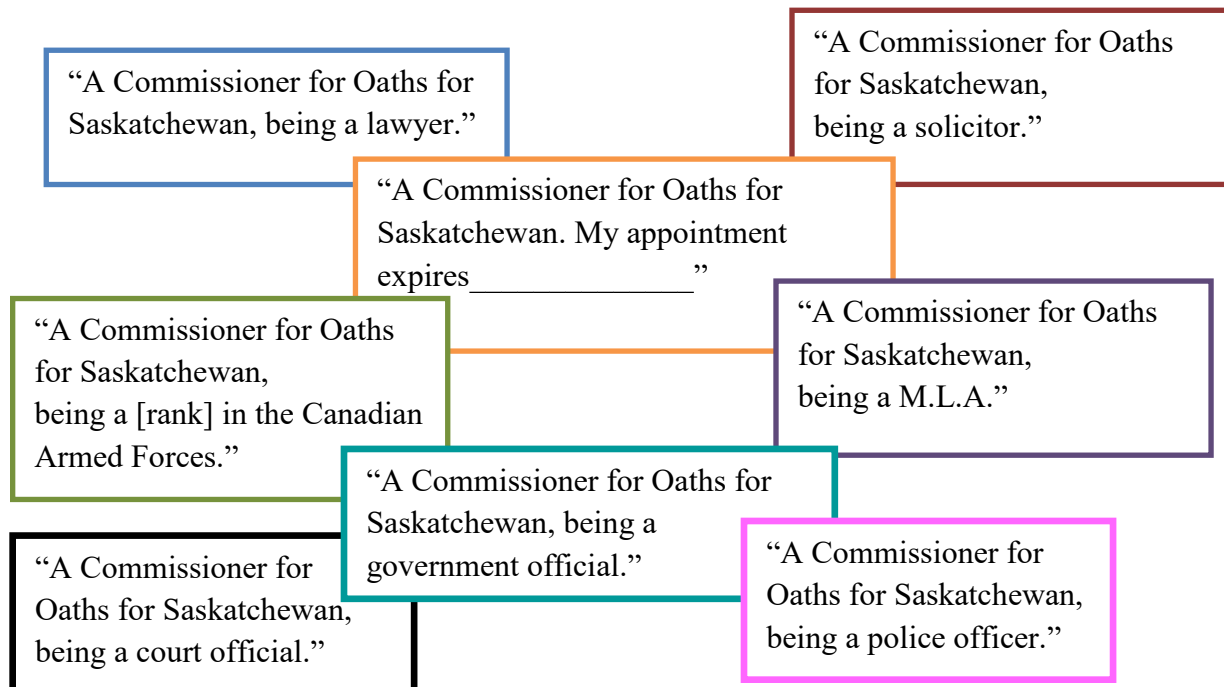 “A Commissioner for Oaths for
Saskatchewan, being a lawyer.”
“A Commissioner for Oaths
for Saskatchewan,
being a solicitor.”
“A Commissioner for Oaths for
Saskatchewan. My appointment
expires______________”
“A Commissioner for Oaths
for Saskatchewan,
being a [rank] in the Canadian
Armed Forces.”
“A Commissioner for Oaths
for Saskatchewan,
being a M.L.A.”
“A Commissioner for Oaths for
Saskatchewan, being a
government official.”
“A Commissioner for
Oaths for Saskatchewan,
being a court official.”
“A Commissioner for
Oaths for Saskatchewan,
being a police officer.”